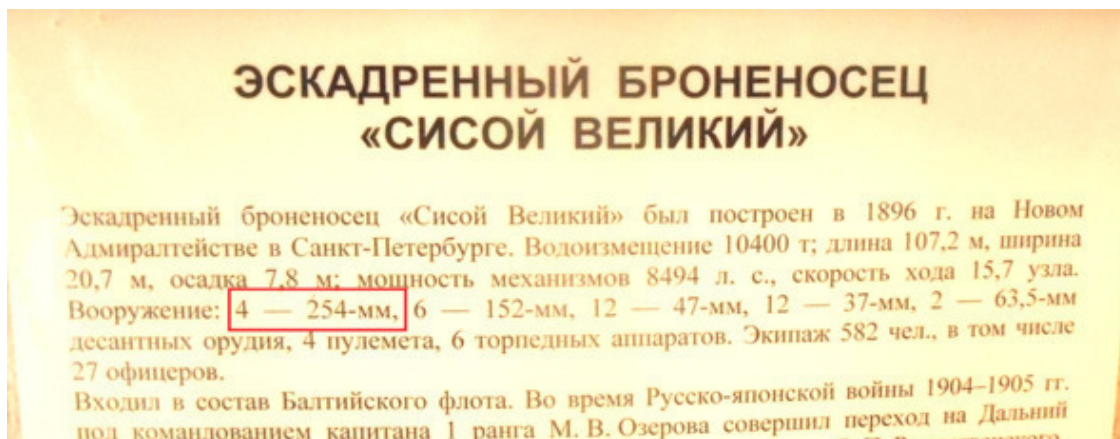 ЭСКАДРЕННЫЙ БРОНЕНОСЕЦ
«СИСОЙ ВЕЛИКИЙ»
Эскадренный броненосец «Сисой Великий» был построен в 1896 г. на Новом
Адмиралтействе в Санкт-Петербурге. Водоизмещение 10400 т; длина 107,2 м, ширина
20,7 м, осадка 7,8 м; мощность механизмов 8494 л. с., скорость хода 15,7 узла.
Вооружение: 4 — 254-мм, 6 — 152-мм, 12 — 47-мм, 12 — 37-мм, 2 — 63,5-мм
десантных орудия, 4 пулемета, 6 торпедных аппаратов. Экипаж 582 чел., в том числе
27 офицеров.
Входил в состав Балтийского флота. Во время Русско-японской войны 1904–1905 гг.
под командованием капитана 1 ранга М. В. Озерова совершил переход на Дальний